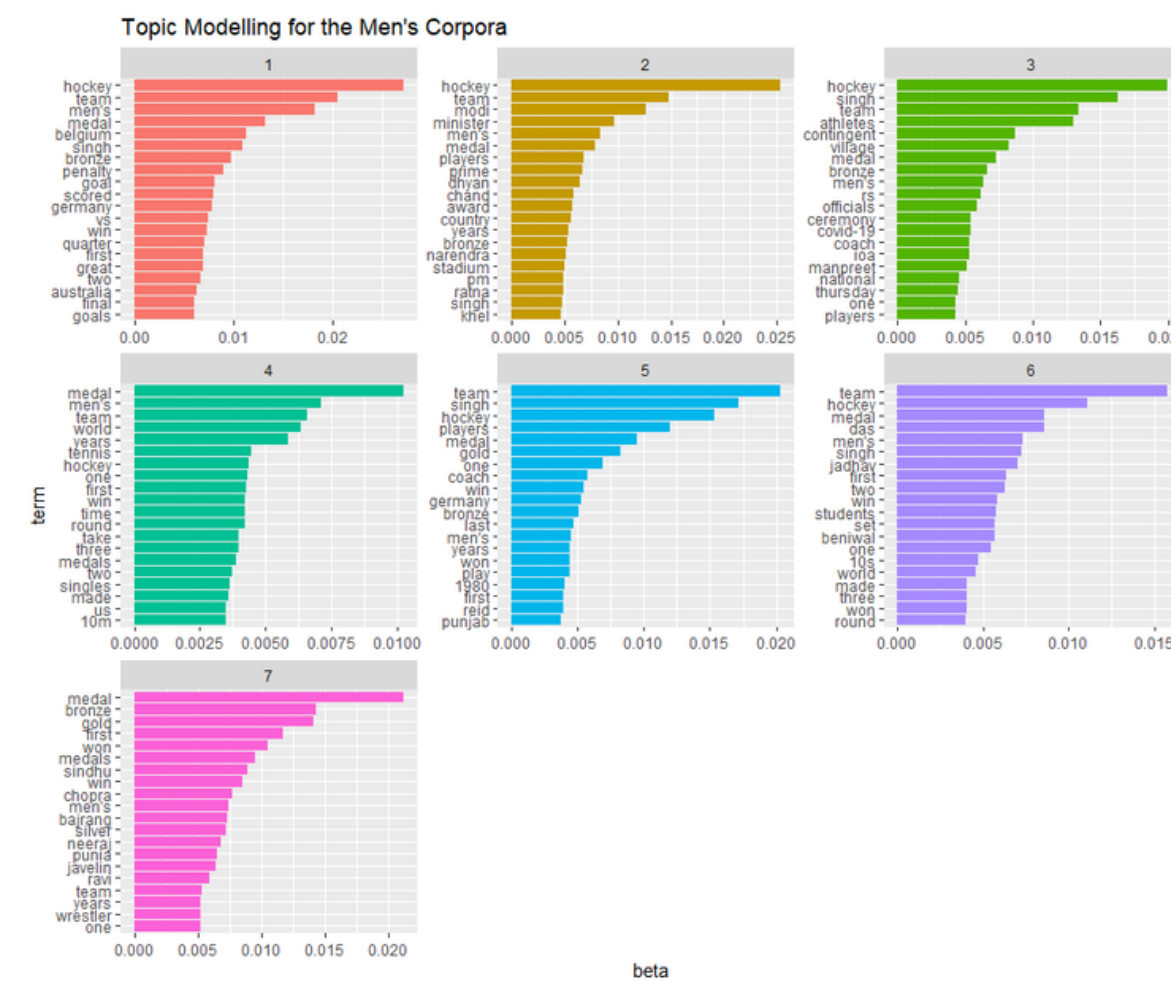 Topic Modelling for the Men's Corpora
1
hockey
team
men's
medal
belgium
singh
bronze
penalty
goal
scored
germany
vs
win
quarter
first
great
two
australia
final
goals
0.00 0.01 0.02
2
hockey
team
modi
minister
men's
medal
players
prime
dhyan
chand
award
country
years
bronze
narendra
stadium
pm
ratna
singh
khel
0.000 0.005 0.010 0.015 0.020 0.025
3
hockey
singh
team
athletes
contingent
village
medal
bronze
men's
rs
officials
ceremony
covid-19
coach
ioa
manpreet
national
thursday
one
players
0.000 0.005 0.010 0.015 0.0
4
medal
men's
team
world
years
tennis
hockey
one
first
win
time
round
take
three
medals
two
singles
made
us
10m
0.0000 0.0025 0.0050 0.0075 0.0100
5
team
singh
hockey
players
medal
gold
one
coach
win
germany
bronze
last
men's
years
won
play
1980
first
reid
punjab
0.000 0.005 0.010 0.015 0.020
6
team
hockey
medal
das
men's
singh
jadhav
first
two
win
students
set
beniwal
one
10s
world
made
three
won
round
0.000 0.005 0.010 0.015
7
medal
bronze
gold
first
won
medals
sindhu
win
chopra
men's
bajrang
silver
neeraj
punia
javelin
ravi
team
years
wrestler
one
0.000 0.005 0.010 0.015 0.020
term
beta